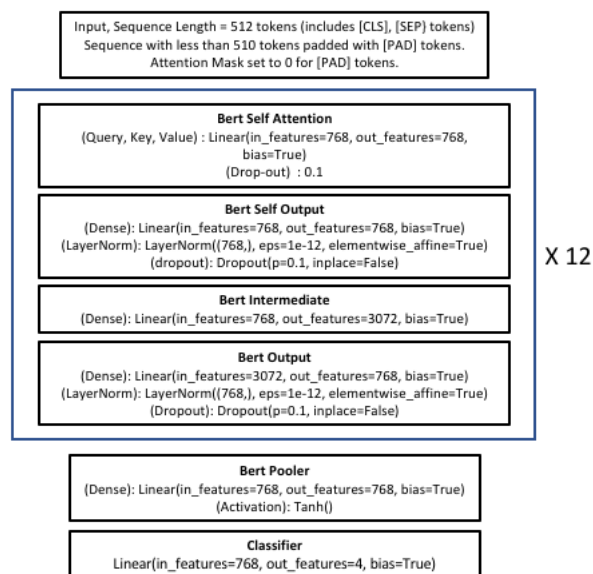 Input, Sequence Length = 512 tokens (includes [CLS], [SEP) tokens)
Sequence with less than 510 tokens padded with [PAD] tokens.
Attention Mask set to 0 for [PAD] tokens.
Bert Self Attention
(Query, Key, Value) : Linear(in_features=768, out_features=768,
bias=True)
(Drop-out) : 0.1
Bert Self Output
(Dense): Linear(in_features=768, out_features=768, bias=True)
(LayerNorm): LayerNorm((768,), eps=1e-12, elementwise_affine=True)
(dropout): Dropout(p=0.1, inplace=False)
X 12
Bert Intermediate
(Dense): Linear(in_features=768, out_features=3072, bias=True)
Bert Output
(Dense): Linear(in_features=3072, out_features=768, bias=True)
(LayerNorm): LayerNorm((768,), eps=1e-12, elementwise_affine=True)
(Dropout): Dropout(p=0.1, inplace=False)
Bert Pooler
(Dense): Linear(in_features=768, out_features=768, bias=True)
(Activation): Tanh()
Classifier
Linear(in_features=768, out_features=4, bias=True)